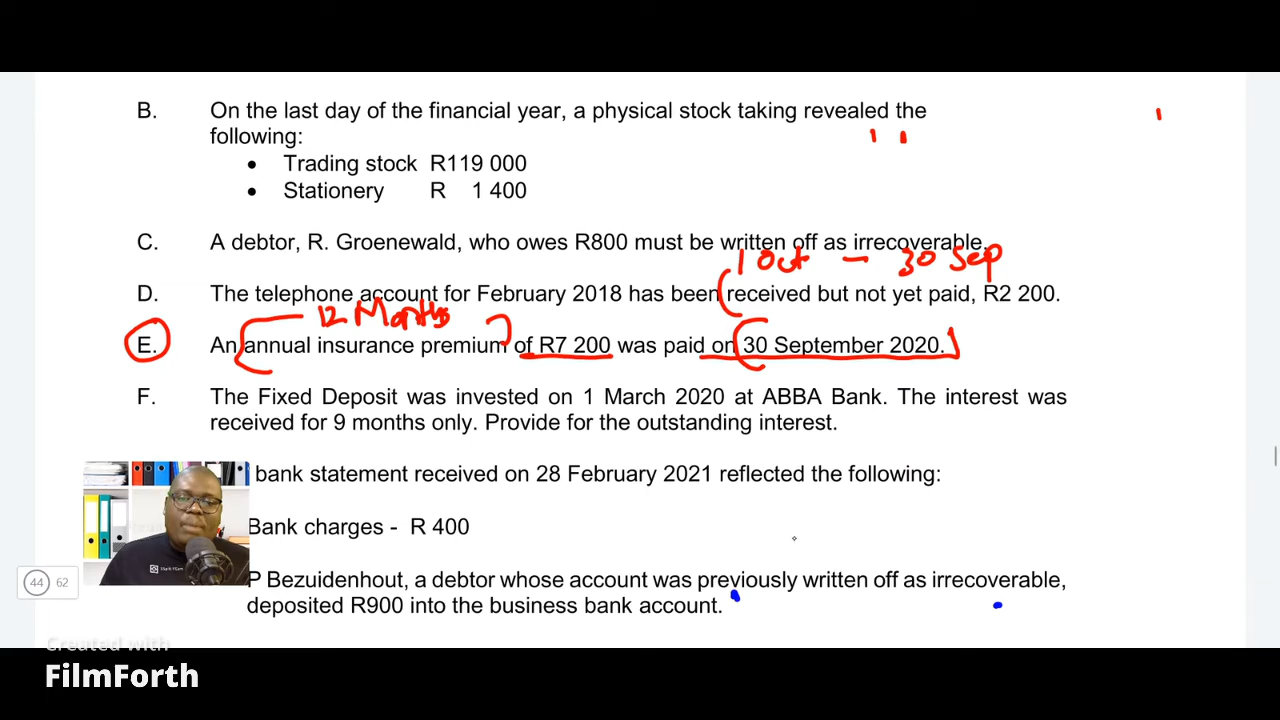 B. On the last day of the financial year, a physical stock taking revealed the
following:
• Trading stock R119 000
• Stationery R 1 400
C. A debtor, R. Groenewald, who owes R800 must be written off as irrecoverable.
1 Oct – 30 Sep
D. The telephone account for February 2018 has been received but not yet paid, R2 200.
12 Months
E. An annual insurance premium of R7 200 was paid on 30 September 2020.
F. The Fixed Deposit was invested on 1 March 2020 at ABBA Bank. The interest was
received for 9 months only. Provide for the outstanding interest.
bank statement received on 28 February 2021 reflected the following:
Bank charges - R 400
P Bezuidenhout, a debtor whose account was previously written off as irrecoverable,
deposited R900 into the business bank account.
44 62
Created with
FilmForth